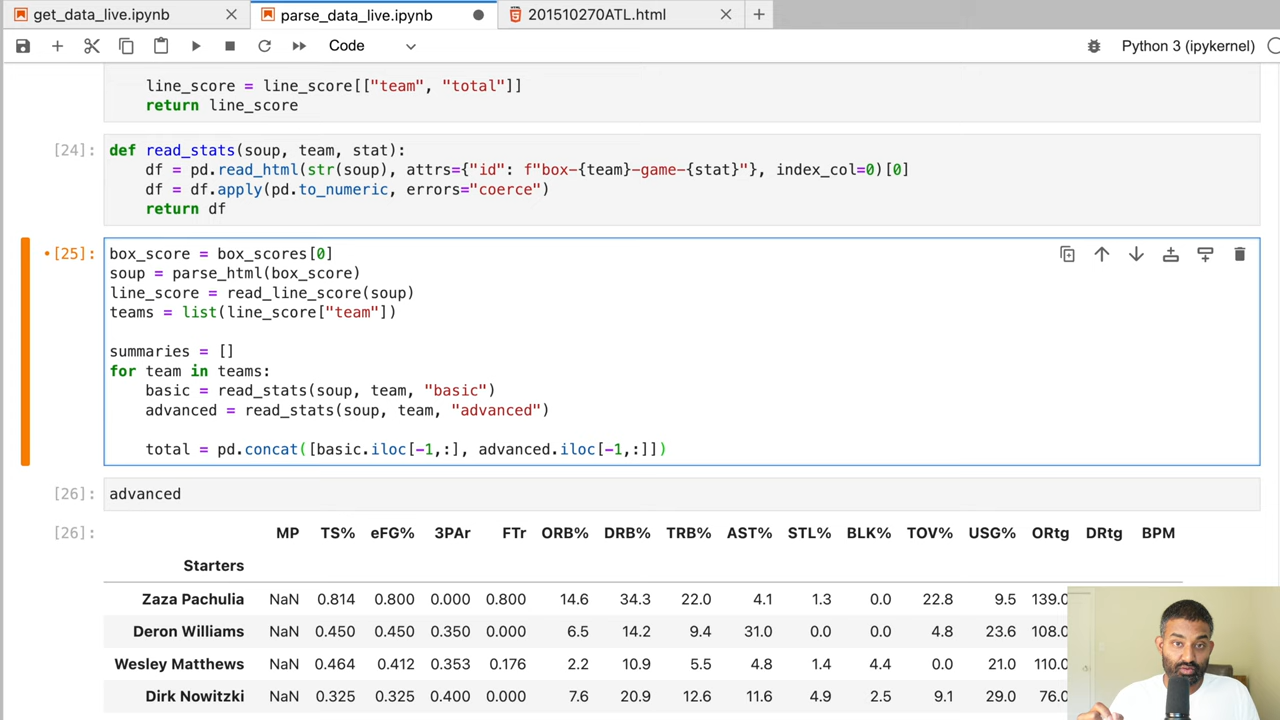 get_data_live.ipynb
parse_data_live.ipynb
201510270ATL.html
Code
Python 3 (ipykernel)
line_score = line_score[["team", "total"]]
return line_score
[24]:
def read_stats(soup, team, stat):
df = pd.read_html(str(soup), attrs={"id": f"box-{team}-game-{stat}"}, index_col=0)[0]
df = df.apply(pd.to_numeric, errors="coerce")
return df
[25]:
box_score = box_scores[0]
soup = parse_html(box_score)
line_score = read_line_score(soup)
teams = list(line_score["team"])
summaries = []
for team in teams:
basic = read_stats(soup, team, "basic")
advanced = read_stats(soup, team, "advanced")
total = pd.concat([basic.iloc[-1,:], advanced.iloc[-1,:]])
[26]:
advanced
[26]:
MP TS% eFG% 3PAr FTr ORB% DRB% TRB% AST% STL% BLK% TOV% USG% ORtg DRtg BPM
Starters
Zaza Pachulia NaN 0.814 0.800 0.000 0.800 14.6 34.3 22.0 4.1 1.3 0.0 22.8 9.5 139.0
Deron Williams NaN 0.450 0.450 0.350 0.000 6.5 14.2 9.4 31.0 0.0 0.0 4.8 23.6 108.0
Wesley Matthews NaN 0.464 0.412 0.353 0.176 2.2 10.9 5.5 4.8 1.4 4.4 0.0 21.0 110.0
Dirk Nowitzki NaN 0.325 0.325 0.400 0.000 7.6 20.9 12.6 11.6 4.9 2.5 9.1 29.0 76.0